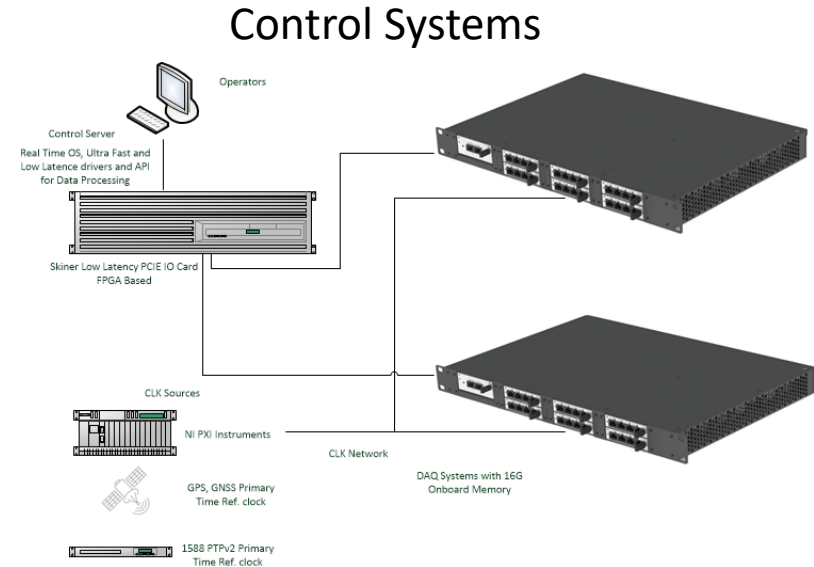 Control Systems
Operators
Control Server
Real Time OS, Ultra Fast and
Low Latence drivers and API
for Data Processing
Skiner Low Latency PCIE IO Card
FPGA Based
CLK Sources
NI PXI Instruments
CLK Network
DAQ Systems with 16G
Onboard Memory
GPS, GNSS Primary
Time Ref. clock
1588 PTPv2 Primary
Time Ref. clock